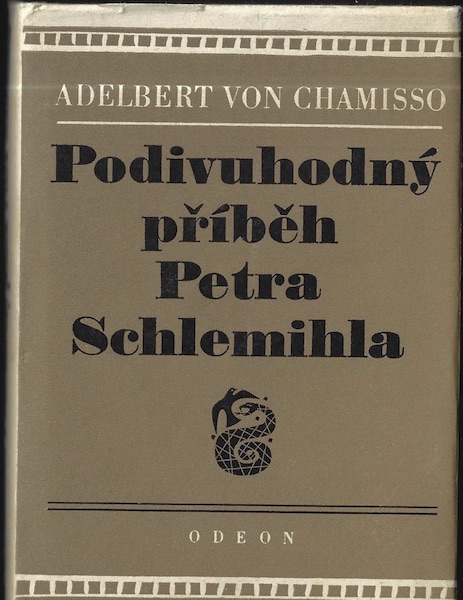 ADELBERT VON CHAMISSO
Podivuhodný
příběh
Petra
Schlemihla
ODEON